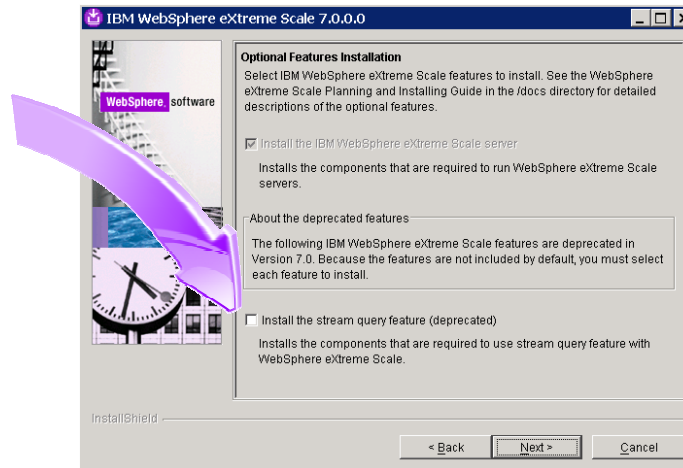 IBM WebSphere eXtreme Scale 7.0.0.0
WebSphere. software
Optional Features Installation
Select IBM WebSphere eXtreme Scale features to install. See the WebSphere
eXtreme Scale Planning and Installing Guide in the /docs directory for detailed
descriptions of the optional features.
Install the IBM WebSphere eXtreme Scale server
Installs the components that are required to run WebSphere eXtreme Scale
servers.
About the deprecated features
The following IBM WebSphere eXtreme Scale features are deprecated in
Version 7.0. Because the features are not included by default, you must select
each feature to install.
Install the stream query feature (deprecated)
Installs the components that are required to use stream query feature with
WebSphere eXtreme Scale.
InstallShield
< Back
Next >
Cancel